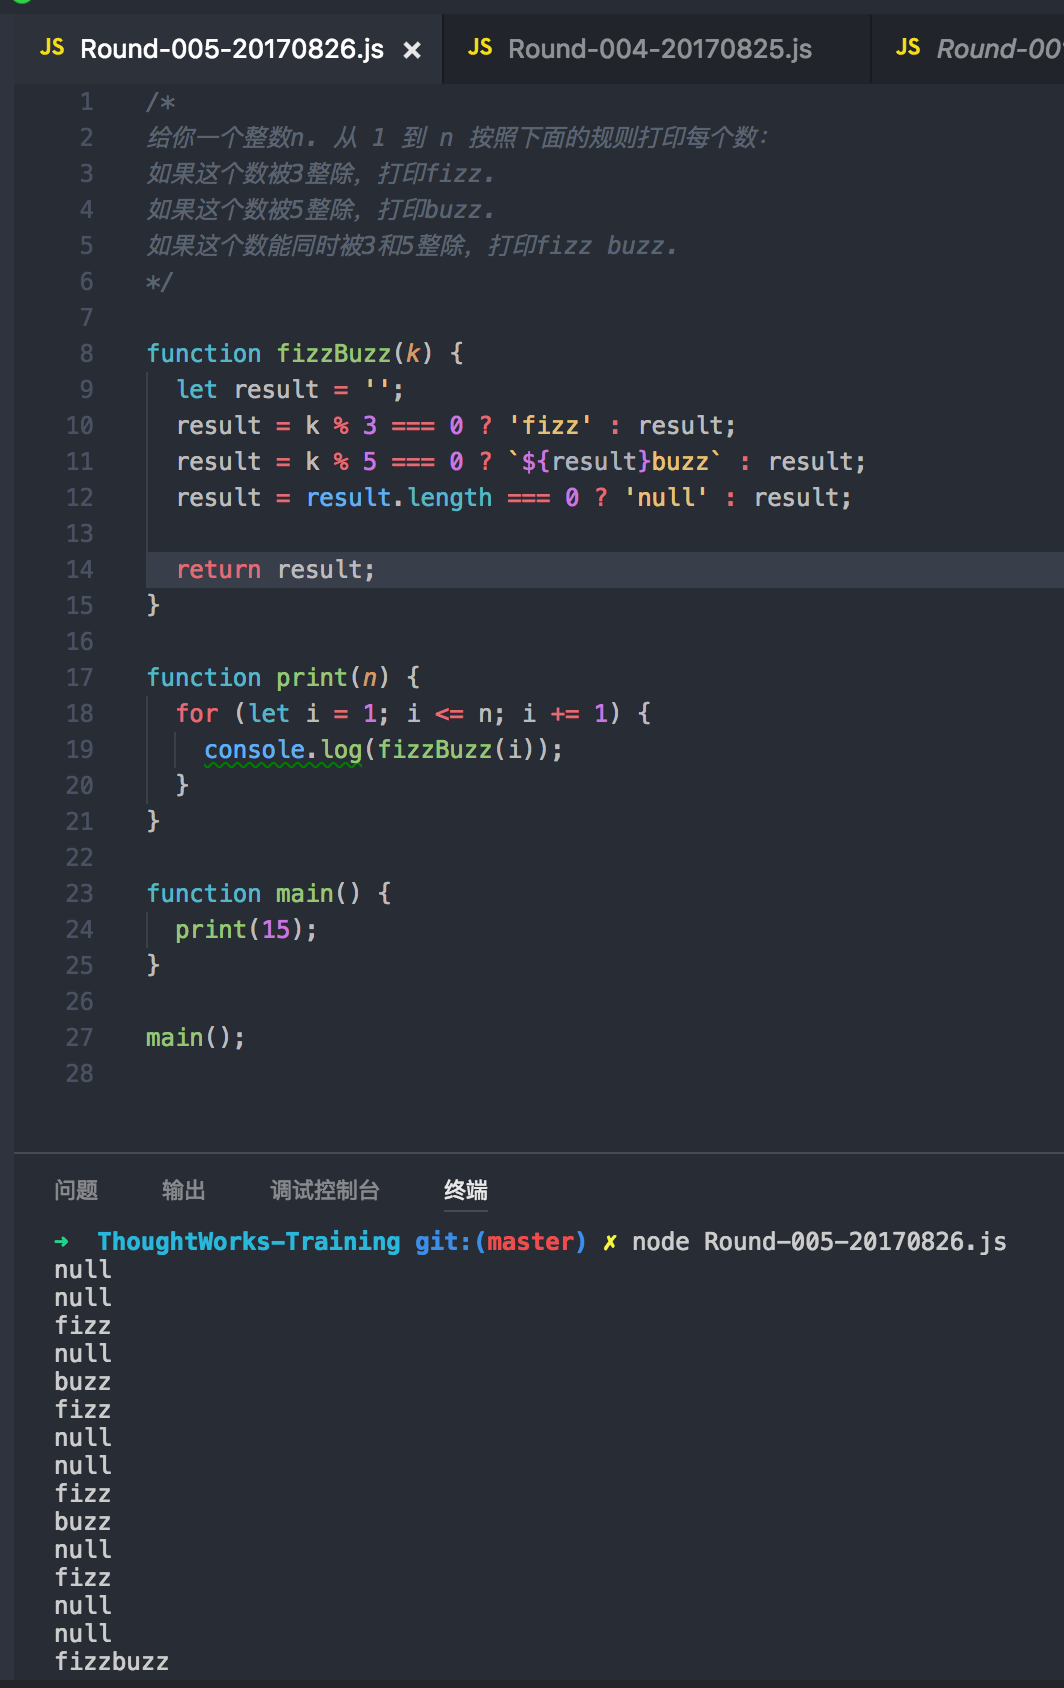 JS Round-005-20170826.js × JS Round-004-20170825.js JS Round-00
1 /*
2 给你一个整数n. 从 1 到 n 按照下面的规则打印每个数：
3 如果这个数被3整除，打印fizz.
4 如果这个数被5整除，打印buzz.
5 如果这个数能同时被3和5整除，打印fizz buzz.
6 */
7
8 function fizzBuzz(k) {
9 let result = '';
10 result = k % 3 === 0 ? 'fizz' : result;
11 result = k % 5 === 0 ? `${result}buzz` : result;
12 result = result.length === 0 ? 'null' : result;
13
14 return result;
15 }
16
17 function print(n) {
18 for (let i = 1; i <= n; i += 1) {
19 console.log(fizzBuzz(i));
20 }
21 }
22
23 function main() {
24 print(15);
25 }
26
27 main();
28
问题 输出 调试控制台 终端
➜ ThoughtWorks-Training git:(master) ✗ node Round-005-20170826.js
null
null
fizz
null
buzz
fizz
null
null
fizz
buzz
null
fizz
null
null
fizzbuzz